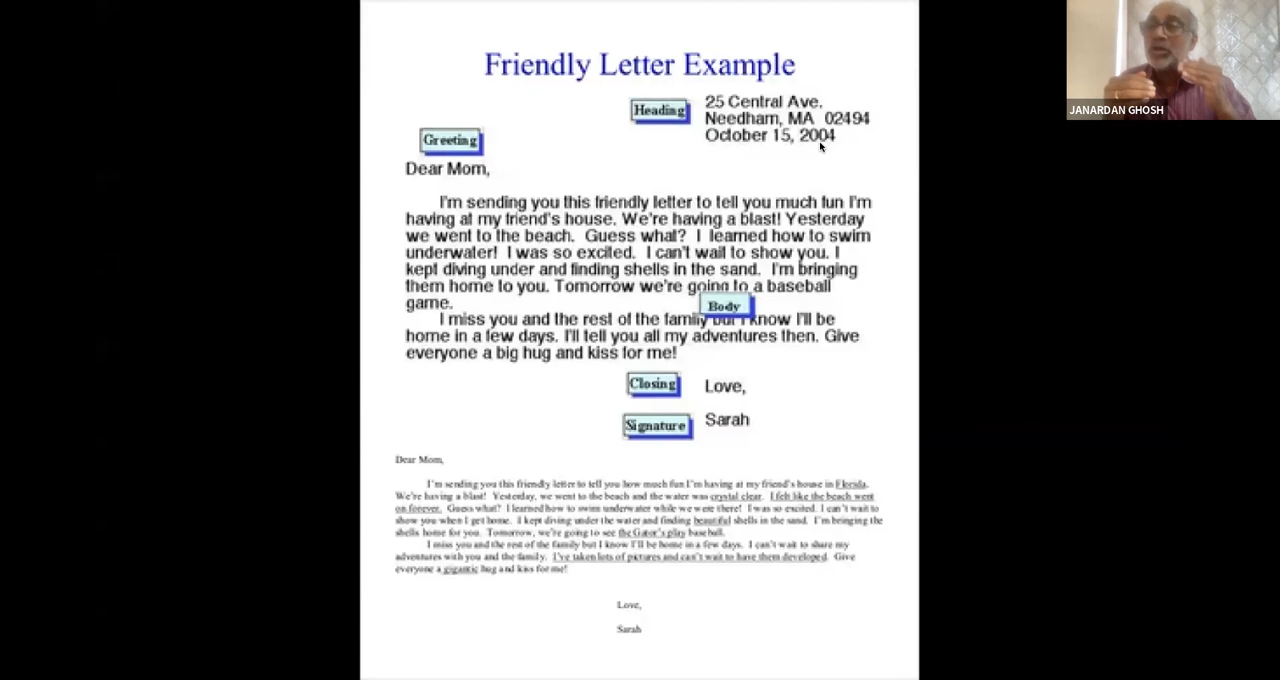 Friendly Letter Example
JANARDAN GHOSH
Heading
25 Central Ave.
Needham, MA 02494
October 15, 2004
Greeting
Dear Mom,
I'm sending you this friendly letter to tell you much fun I'm
having at my friend's house. We're having a blast! Yesterday
we went to the beach. Guess what? I learned how to swim
underwater! I was so excited. I can't wait to show you. I
kept diving under and finding shells in the sand. I'm bringing
them home to you. Tomorrow we're going to a baseball
game.
Body
I miss you and the rest of the family but I know I'll be
home in a few days. I'll tell you all my adventures then. Give
everyone a big hug and kiss for me!
Closing
Love,
Signature
Sarah
Dear Mom,
I'm sending you this friendly letter to tell you how much fun I'm having at my friend's house in Florida.
We're having a blast! Yesterday, we went to the beach and the water was crystal clear. I felt like the beach went
on forever. Guess what? I learned how to swim underwater while we were there! I was so excited. I can't wait to
show you when I get home. I kept diving under the water and finding beautiful shells in the sand. I'm bringing the
shells home for you. Tomorrow, we're going to see the Gator's play baseball.
I miss you and the rest of the family but I know I'll be home in a few days. I can't wait to share my
adventures with you and the family. I've taken lots of pictures and can't wait to have them developed. Give
everyone a gigantic hug and kiss for me!
Love,
Sarah